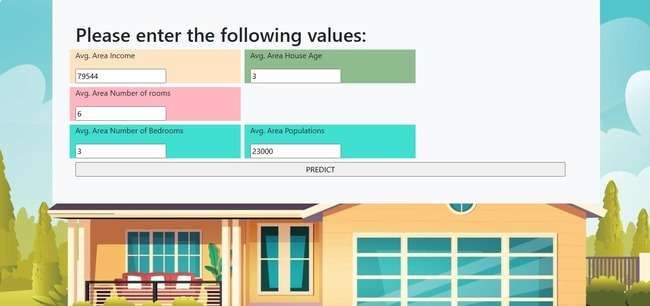 Please enter the following values:
Avg. Area Income
Avg. Area House Age
79544
3
Avg. Area Number of rooms
6
Avg. Area Number of Bedrooms
Avg. Area Populations
3
23000
PREDICT